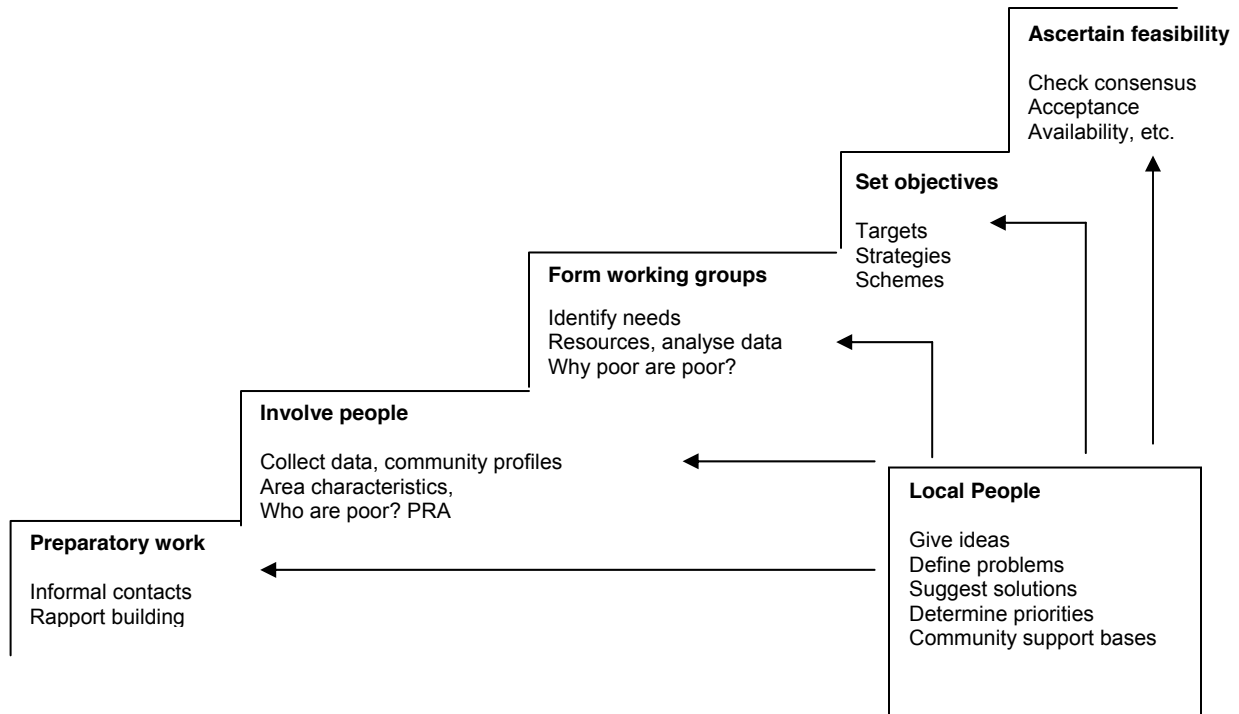 Ascertain feasibility
Check consensus
Acceptance
Availability, etc.
Set objectives
Targets
Strategies
Schemes
Form working groups
Identify needs
Resources, analyse data
Why poor are poor?
Involve people
Collect data, community profiles
Area characteristics,
Who are poor? PRA
Preparatory work
Informal contacts
Rapport building
Local People
Give ideas
Define problems
Suggest solutions
Determine priorities
Community support bases